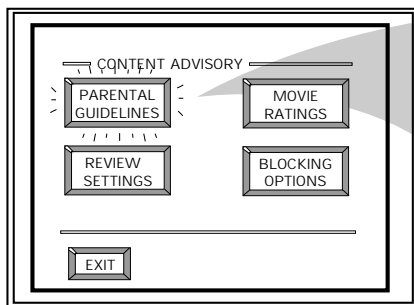 CONTENT ADVISORY
PARENTAL
GUIDELINES
MOVIE
RATINGS
REVIEW
SETTINGS
BLOCKING
OPTIONS
EXIT